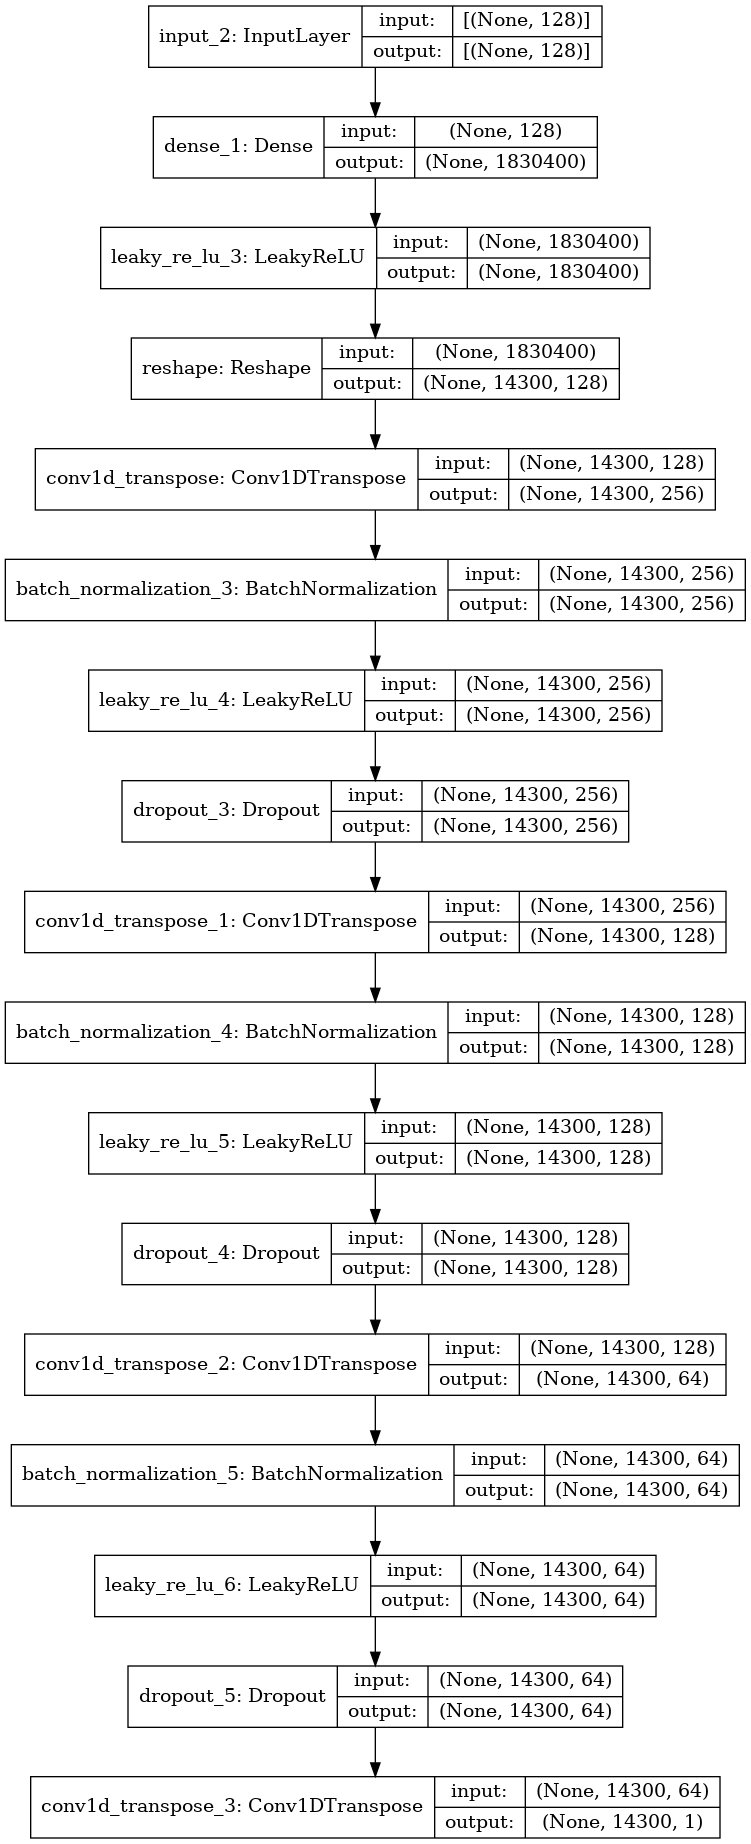 input_2: InputLayer
input: [(None, 128)]
output: [(None, 128)]
dense_1: Dense
input: (None, 128)
output: (None, 1830400)
leaky_re_lu_3: LeakyReLU
input: (None, 1830400)
output: (None, 1830400)
reshape: Reshape
input: (None, 1830400)
output: (None, 14300, 128)
conv1d_transpose: Conv1DTranspose
input: (None, 14300, 128)
output: (None, 14300, 256)
batch_normalization_3: BatchNormalization
input: (None, 14300, 256)
output: (None, 14300, 256)
leaky_re_lu_4: LeakyReLU
input: (None, 14300, 256)
output: (None, 14300, 256)
dropout_3: Dropout
input: (None, 14300, 256)
output: (None, 14300, 256)
conv1d_transpose_1: Conv1DTranspose
input: (None, 14300, 256)
output: (None, 14300, 128)
batch_normalization_4: BatchNormalization
input: (None, 14300, 128)
output: (None, 14300, 128)
leaky_re_lu_5: LeakyReLU
input: (None, 14300, 128)
output: (None, 14300, 128)
dropout_4: Dropout
input: (None, 14300, 128)
output: (None, 14300, 128)
conv1d_transpose_2: Conv1DTranspose
input: (None, 14300, 128)
output: (None, 14300, 64)
batch_normalization_5: BatchNormalization
input: (None, 14300, 64)
output: (None, 14300, 64)
leaky_re_lu_6: LeakyReLU
input: (None, 14300, 64)
output: (None, 14300, 64)
dropout_5: Dropout
input: (None, 14300, 64)
output: (None, 14300, 64)
conv1d_transpose_3: Conv1DTranspose
input: (None, 14300, 64)
output: (None, 14300, 1)